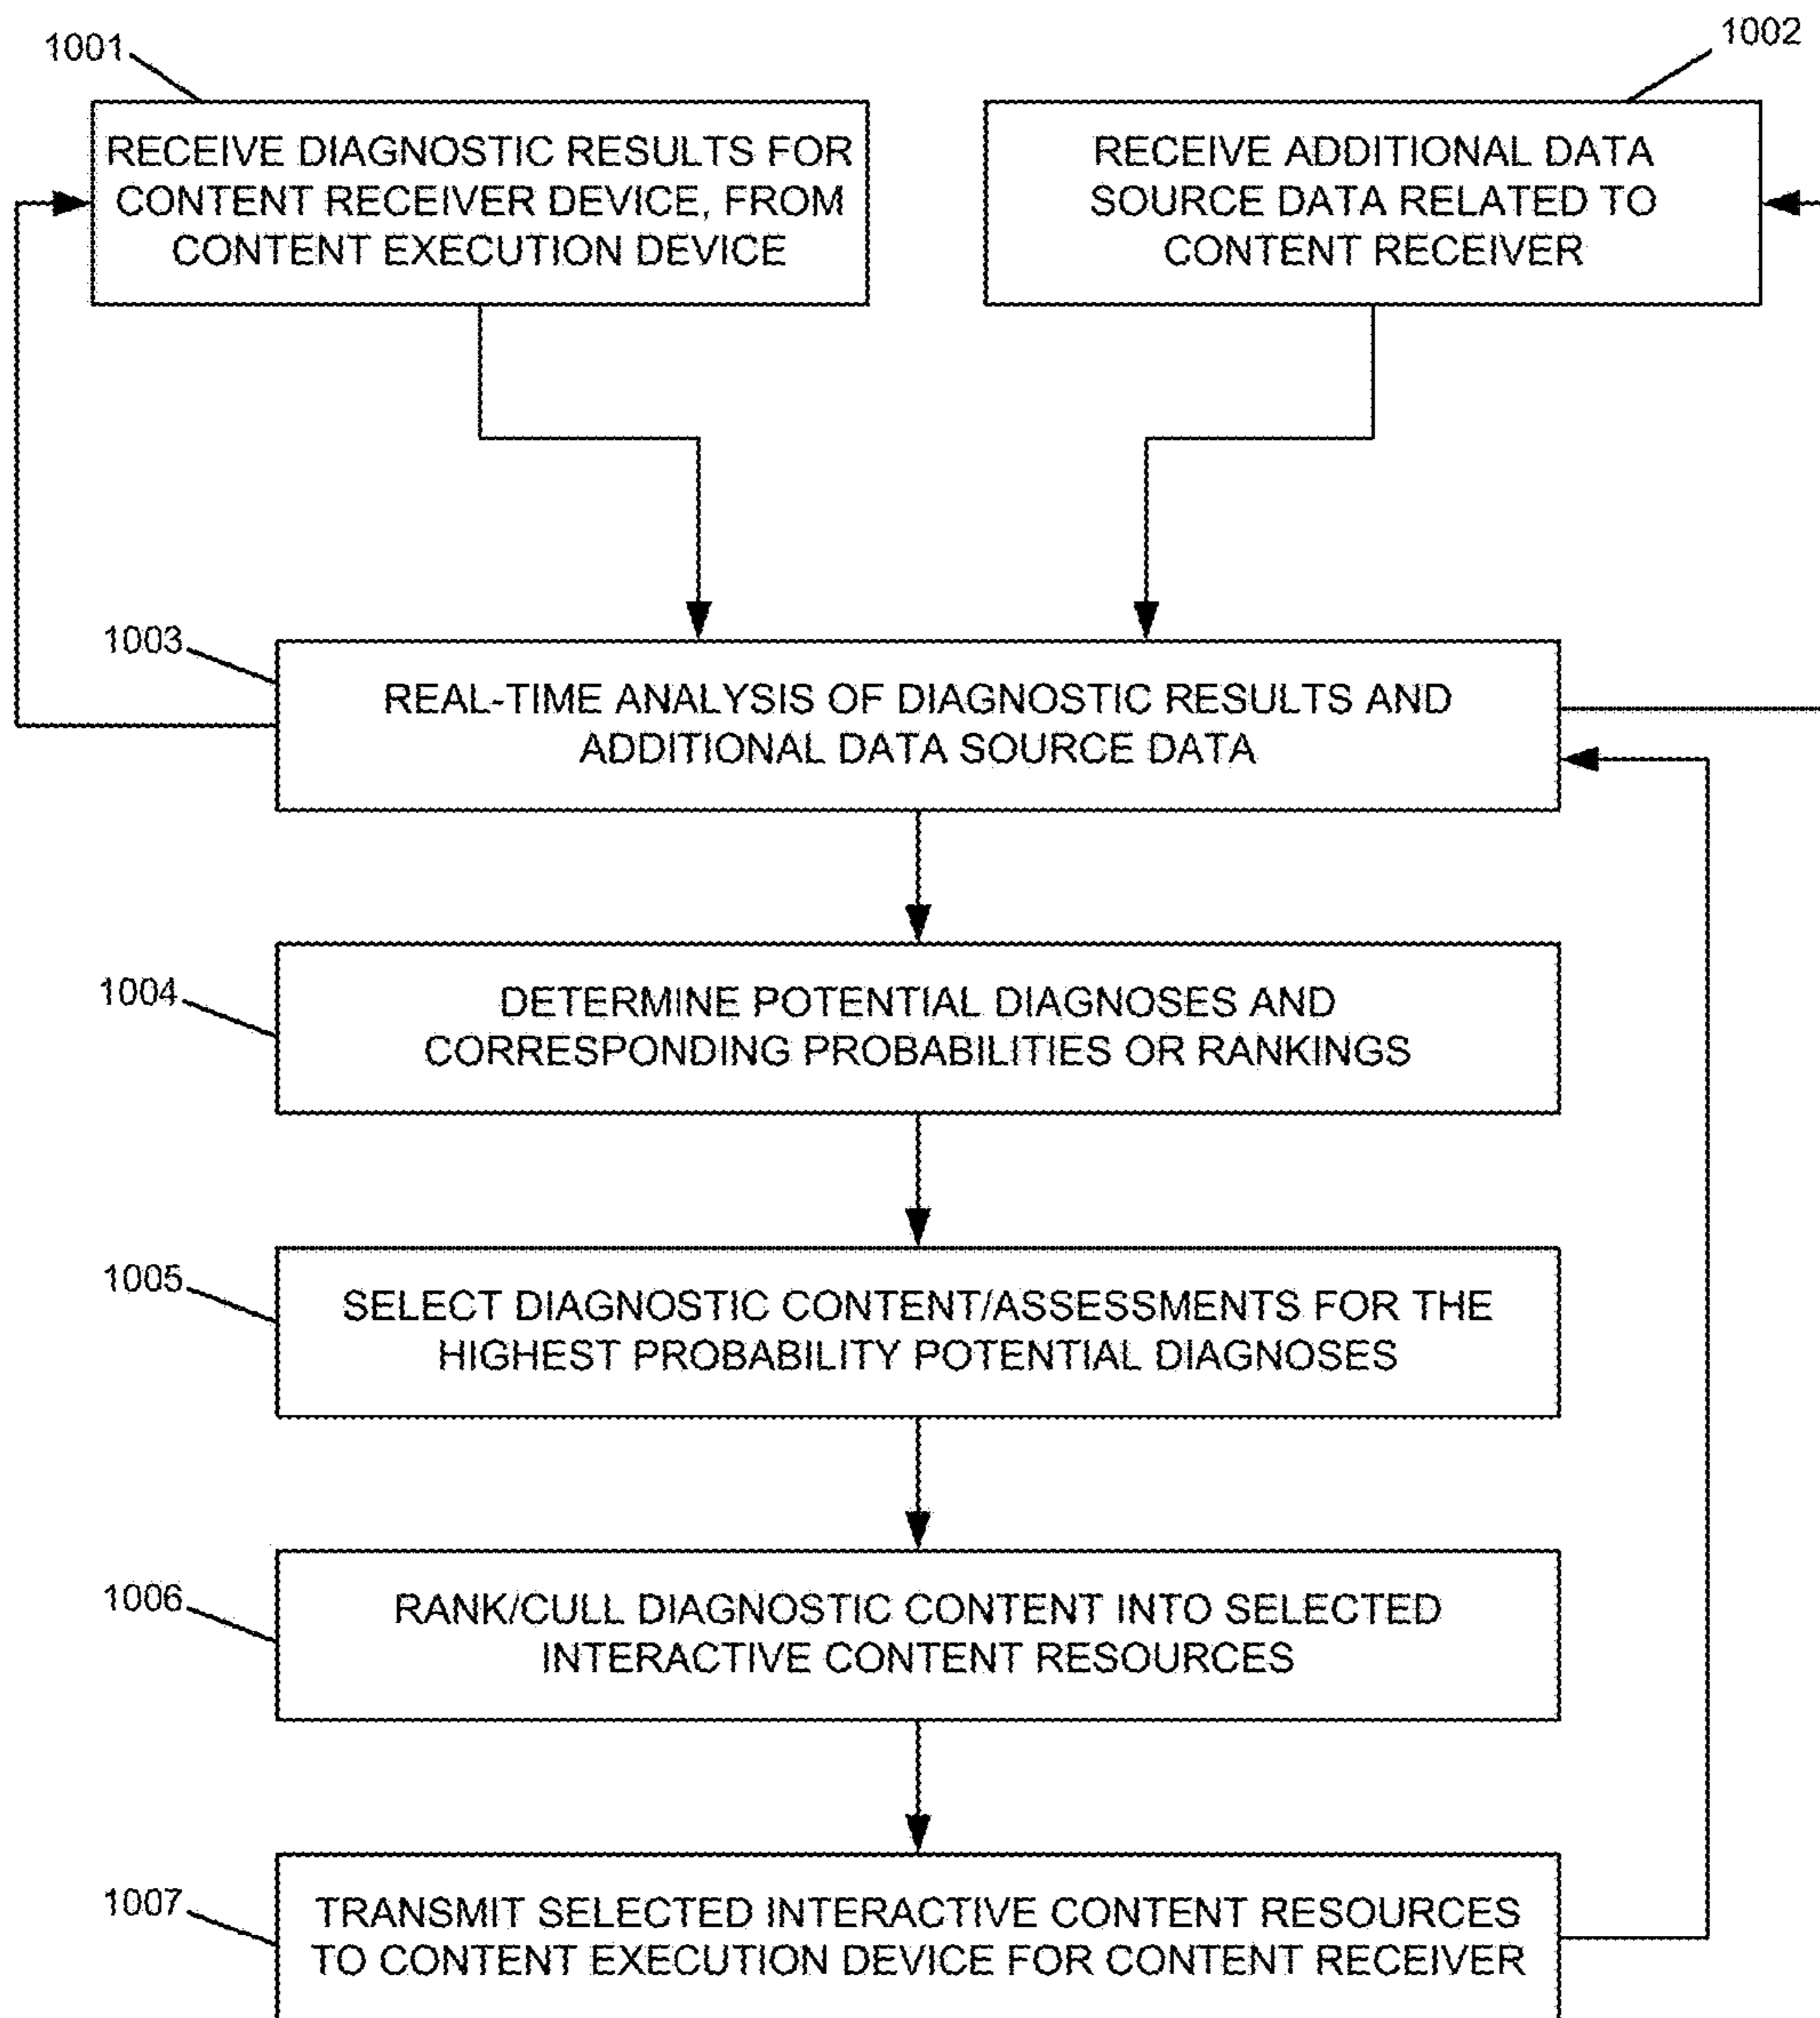 1001
1002
RECEIVE DIAGNOSTIC RESULTS FOR
CONTENT RECEIVER DEVICE, FROM
CONTENT EXECUTION DEVICE
RECEIVE ADDITIONAL DATA
SOURCE DATA RELATED TO
CONTENT RECEIVER
1003
REAL-TIME ANALYSIS OF DIAGNOSTIC RESULTS AND
ADDITIONAL DATA SOURCE DATA
1004
DETERMINE POTENTIAL DIAGNOSES AND
CORRESPONDING PROBABILITIES OR RANKINGS
1005
SELECT DIAGNOSTIC CONTENT/ASSESSMENTS FOR THE
HIGHEST PROBABILITY POTENTIAL DIAGNOSES
1006
RANK/CULL DIAGNOSTIC CONTENT INTO SELECTED
INTERACTIVE CONTENT RESOURCES
1007
TRANSMIT SELECTED INTERACTIVE CONTENT RESOURCES
TO CONTENT EXECUTION DEVICE FOR CONTENT RECEIVER